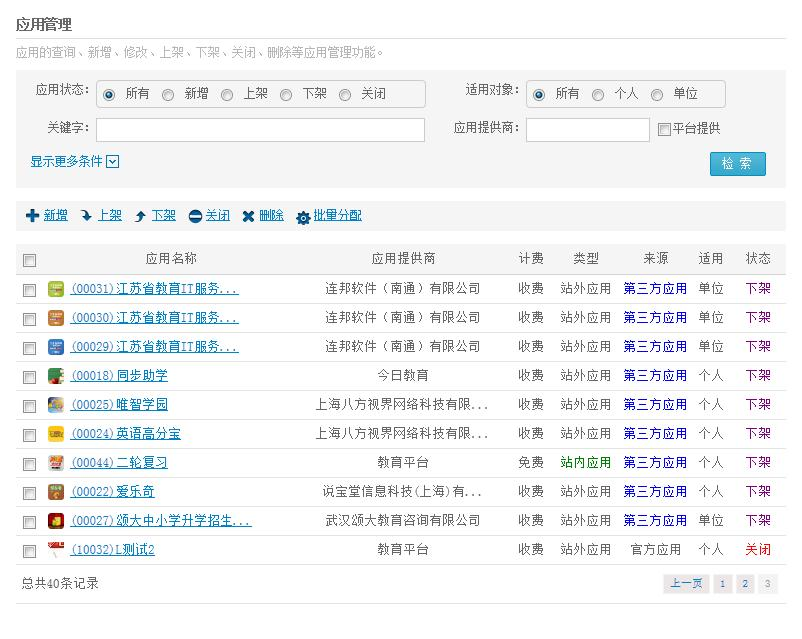 应用管理
应用的查询、新增、修改、上架、下架、关闭、删除等应用管理功能。
应用状态： 所有 新增 上架 下架 关闭 适用对象： 所有 个人 单位
关键字： 应用提供商： 平台提供
显示更多条件 检 索
新增 上架 下架 关闭 删除 批量分配
应用名称 应用提供商 计费 类型 来源 适用 状态
(00031)江苏省教育IT服务... 连邦软件（南通）有限公司 收费 站外应用 第三方应用 单位 下架
(00030)江苏省教育IT服务... 连邦软件（南通）有限公司 收费 站外应用 第三方应用 单位 下架
(00029)江苏省教育IT服务... 连邦软件（南通）有限公司 收费 站外应用 第三方应用 单位 下架
(00018)同步助学 今日教育 收费 站外应用 第三方应用 个人 下架
(00025)唯智学园 上海八方视界网络科技有限... 收费 站外应用 第三方应用 个人 下架
(00024)英语高分宝 上海八方视界网络科技有限... 收费 站外应用 第三方应用 个人 下架
(00044)二轮复习 教育平台 免费 站内应用 第三方应用 个人 下架
(00022)爱乐奇 说宝堂信息科技(上海)有... 收费 站外应用 第三方应用 个人 下架
(00027)颂大中小学升学招生... 武汉颂大教育咨询有限公司 收费 站外应用 第三方应用 单位 下架
(10032)L测试2 教育平台 收费 站外应用 官方应用 个人 关闭
总共40条记录 上一页 1 2 3